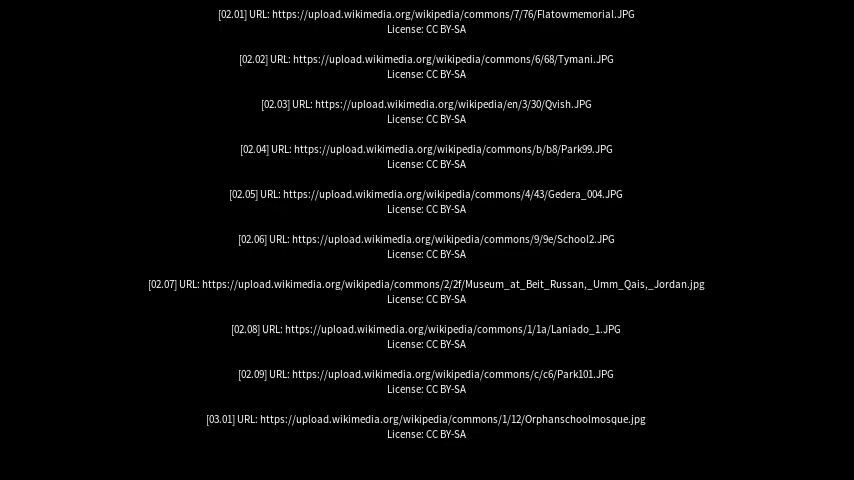 [02.01] URL: https://upload.wikimedia.org/wikipedia/commons/7/76/Flatowmemorial.JPG
License: CC BY-SA
[02.02] URL: https://upload.wikimedia.org/wikipedia/commons/6/68/Tymani.JPG
License: CC BY-SA
[02.03] URL: https://upload.wikimedia.org/wikipedia/en/3/30/Qvish.JPG
License: CC BY-SA
[02.04] URL: https://upload.wikimedia.org/wikipedia/commons/b/b8/Park99.JPG
License: CC BY-SA
[02.05] URL: https://upload.wikimedia.org/wikipedia/commons/4/43/Gedera_004.JPG
License: CC BY-SA
[02.06] URL: https://upload.wikimedia.org/wikipedia/commons/9/9e/School2.JPG
License: CC BY-SA
[02.07] URL: https://upload.wikimedia.org/wikipedia/commons/2/2f/Museum_at_Beit_Russan,_Umm_Qais,_Jordan.jpg
License: CC BY-SA
[02.08] URL: https://upload.wikimedia.org/wikipedia/commons/1/1a/Laniado_1.JPG
License: CC BY-SA
[02.09] URL: https://upload.wikimedia.org/wikipedia/commons/c/c6/Park101.JPG
License: CC BY-SA
[03.01] URL: https://upload.wikimedia.org/wikipedia/commons/1/12/Orphanschoolmosque.jpg
License: CC BY-SA